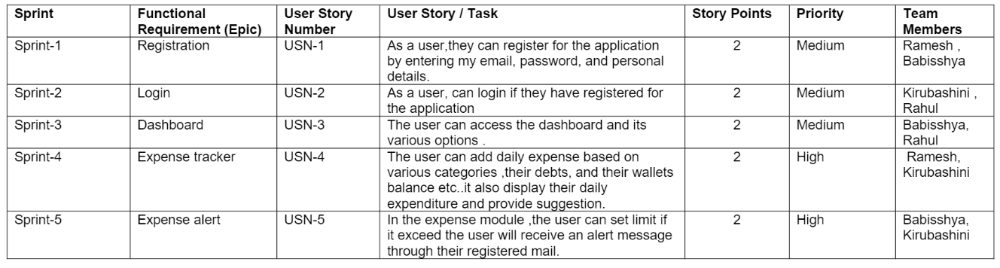 Sprint Functional Requirement (Epic) User Story Number User Story / Task Story Points Priority Team Members
Sprint-1 Registration USN-1 As a user,they can register for the application 2 Medium Ramesh ,
by entering my email, password, and personal Babisshya
details.
Sprint-2 Login USN-2 As a user, can login if they have registered for 2 Medium Kirubashini ,
the application Rahul
Sprint-3 Dashboard USN-3 The user can access the dashboard and its 2 Medium Babisshya,
various options . Rahul
Sprint-4 Expense tracker USN-4 The user can add daily expense based on 2 High Ramesh,
various categories ,their debts, and their wallets Kirubashini
balance etc..it also display their daily
expenditure and provide suggestion.
Sprint-5 Expense alert USN-5 In the expense module ,the user can set limit if 2 High Babisshya,
it exceed the user will receive an alert message Kirubashini
through their registered mail.